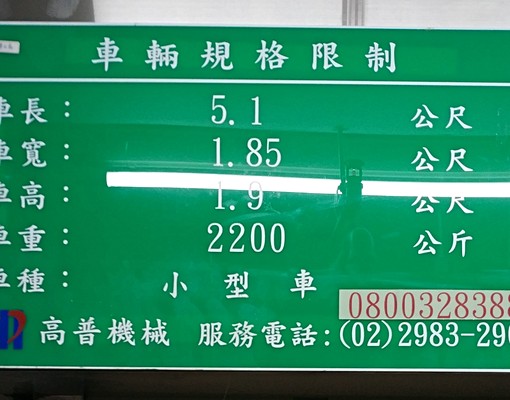 車輛規格限制
車長： 5.1 公尺
車寬： 1.85 公尺
車高： 1.9 公尺
車重： 2200 公斤
車種： 小型車
080032838
高普機械 服務電話:(02)2983-29